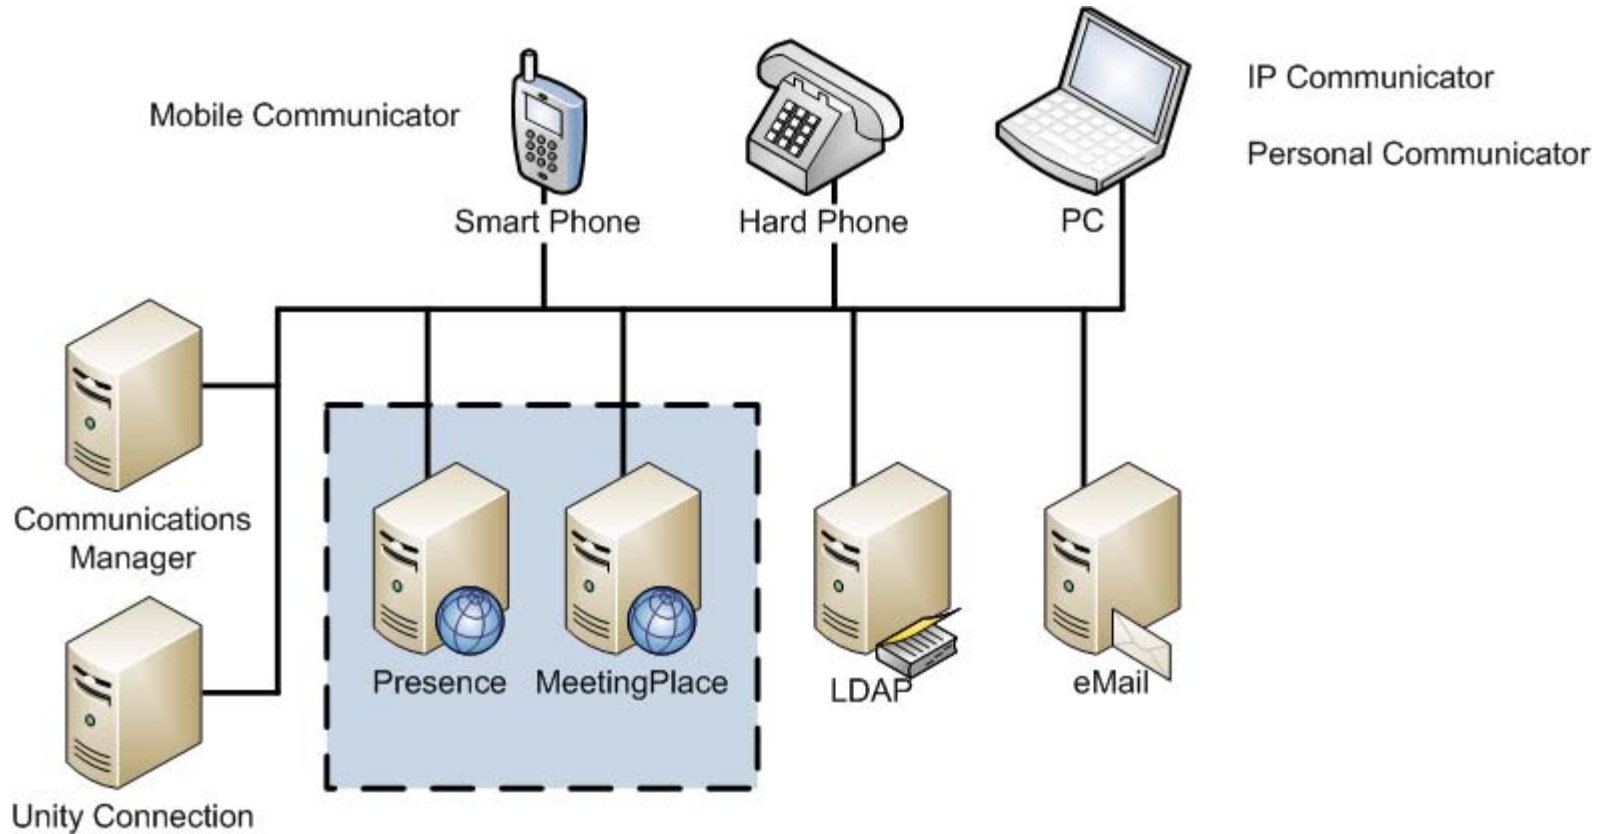 Mobile Communicator
IP Communicator
Personal Communicator
Smart Phone
Hard Phone
PC
Communications
Manager
Presence
MeetingPlace
LDAP
eMail
Unity Connection